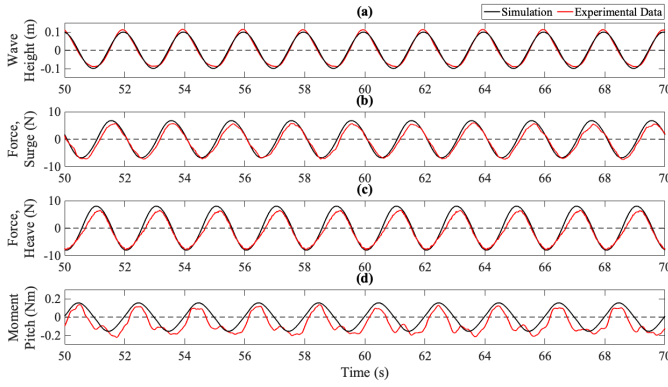 Simulation Experimental Data
(a)
Wave
Height (m)
0.1
0
-0.1
50 52 54 56 58 60 62 64 66 68 70
(b)
Force,
Surge (N)
10
0
-10
50 52 54 56 58 60 62 64 66 68 70
(c)
Force,
Heave (N)
10
0
-10
50 52 54 56 58 60 62 64 66 68 70
(d)
Moment
Pitch (Nm)
0.2
0
-0.2
50 52 54 56 58 60 62 64 66 68 70
Time (s)